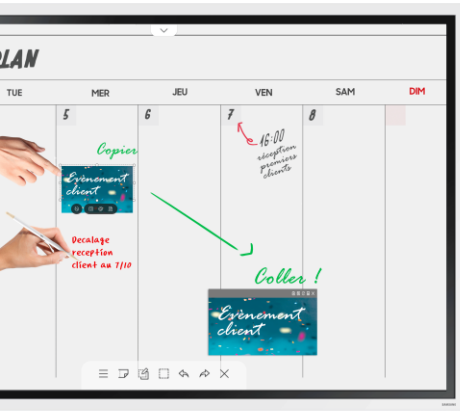 PLAN
TUE MER JEU VEN SAM DIM
5 6 7 8
16:00
réception
premiers
clients
Copier
Evènement
client
Decalage
reception
client au 7/10
Coller !
Evènement
client